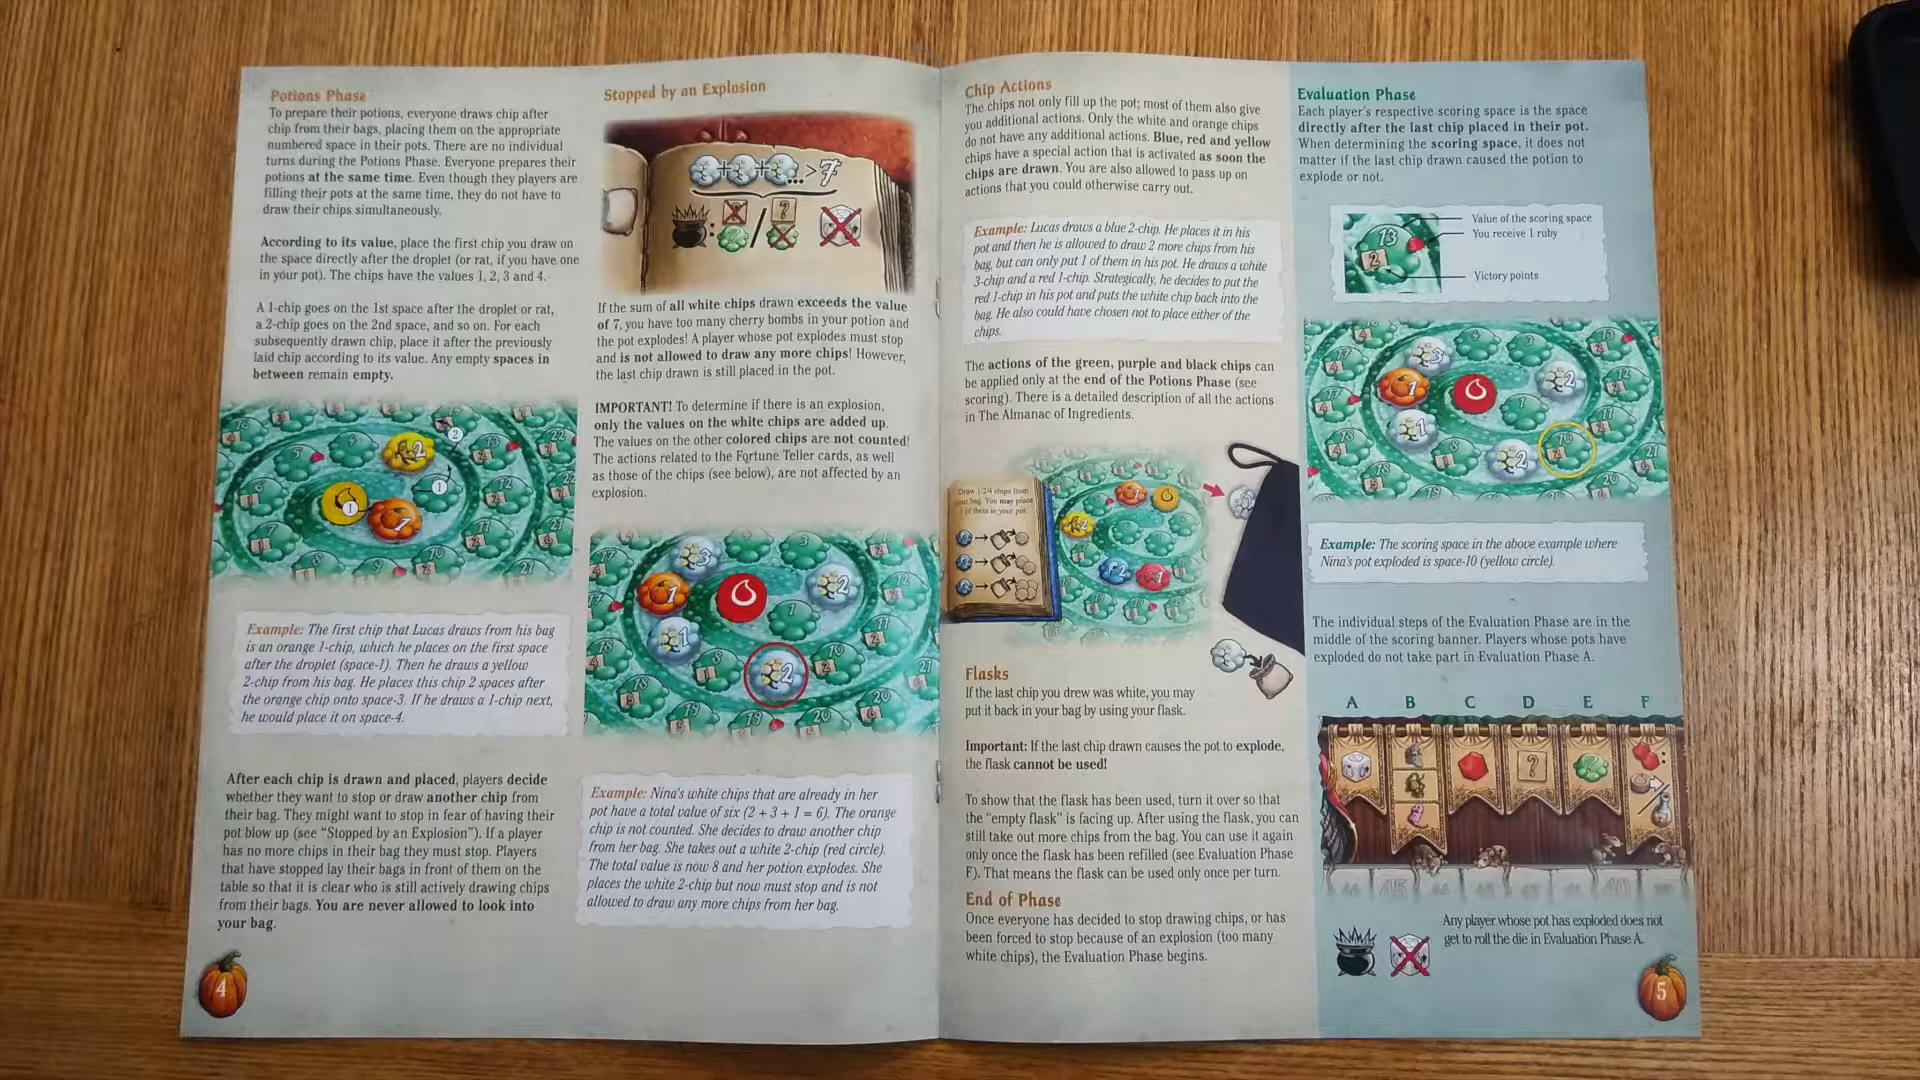 Potions Phase
To prepare their potions, everyone draws chip after
chip from their bags, placing them on the appropriate
numbered space in their pots. There are no individual
turns during the Potions Phase. Everyone prepares their
potions at the same time. Even though they players are
filling their pots at the same time, they do not have to
draw their chips simultaneously.
According to its value, place the first chip you draw on
the space directly after the droplet (or rat, if you have one
in your pot). The chips have the values 1, 2, 3 and 4.
A 1-chip goes on the 1st space after the droplet or rat,
a 2-chip goes on the 2nd space, and so on. For each
subsequently drawn chip, place it after the previously
laid chip according to its value. Any empty spaces in
between remain empty.
Example: The first chip that Lucas draws from his bag
is an orange 1-chip, which he places on the first space
after the droplet (space-1). Then he draws a yellow
2-chip from his bag. He places this chip 2 spaces after
the orange chip onto space-3. If he draws a 1-chip next,
he would place it on space-4.
After each chip is drawn and placed, players decide
whether they want to stop or draw another chip from
their bag. They might want to stop in fear of having their
pot blow up (see "Stopped by an Explosion"). If a player
has no more chips in their bag they must stop. Players
that have stopped lay their bags in front of them on the
table so that it is clear who is still actively drawing chips
from their bags. You are never allowed to look into
your bag.
4
Stopped by an Explosion
If the sum of all white chips drawn exceeds the value
of 7, you have too many cherry bombs in your potion and
the pot explodes! A player whose pot explodes must stop
and is not allowed to draw any more chips! However,
the last chip drawn is still placed in the pot.
IMPORTANT! To determine if there is an explosion,
only the values on the white chips are added up.
The values on the other colored chips are not counted!
The actions related to the Fortune Teller cards, as well
as those of the chips (see below), are not affected by an
explosion.
Example: Nina's white chips that are already in her
pot have a total value of six (2 + 3 + 1 = 6). The orange
chip is not counted. She decides to draw another chip
from her bag. She takes out a white 2-chip (red circle).
The total value is now 8 and her potion explodes. She
places the white 2-chip but now must stop and is not
allowed to draw any more chips from her bag.
Chip Actions
The chips not only fill up the pot; most of them also give
you additional actions. Only the white and orange chips
do not have any additional actions. Blue, red and yellow
chips have a special action that is activated as soon the
chips are drawn. You are also allowed to pass up on
actions that you could otherwise carry out.
Example: Lucas draws a blue 2-chip. He places it in his
pot and then he is allowed to draw 2 more chips from his
bag, but can only put 1 of them in his pot. He draws a white
3-chip and a red 1-chip. Strategically, he decides to put the
red 1-chip in his pot and puts the white chip back into the
bag. He also could have chosen not to place either of the
chips.
The actions of the green, purple and black chips can
be applied only at the end of the Potions Phase (see
scoring). There is a detailed description of all the actions
in The Almanac of Ingredients.
Draw 1/2/4 chips from
your bag. You may place
1 of them in your pot.
Flasks
If the last chip you drew was white, you may
put it back in your bag by using your flask.
Important: If the last chip drawn causes the pot to explode,
the flask cannot be used!
To show that the flask has been used, turn it over so that
the "empty flask" is facing up. After using the flask, you can
still take out more chips from the bag. You can use it again
only once the flask has been refilled (see Evaluation Phase
F). That means the flask can be used only once per turn.
End of Phase
Once everyone has decided to stop drawing chips, or has
been forced to stop because of an explosion (too many
white chips), the Evaluation Phase begins.
Evaluation Phase
Each player's respective scoring space is the space
directly after the last chip placed in their pot.
When determining the scoring space, it does not
matter if the last chip drawn caused the potion to
explode or not.
13
2
Value of the scoring space
You receive 1 ruby
Victory points
Example: The scoring space in the above example where
Nina's pot exploded is space-10 (yellow circle).
The individual steps of the Evaluation Phase are in the
middle of the scoring banner. Players whose pots have
exploded do not take part in Evaluation Phase A.
A B C D E F
Any player whose pot has exploded does not
get to roll the die in Evaluation Phase A.
5